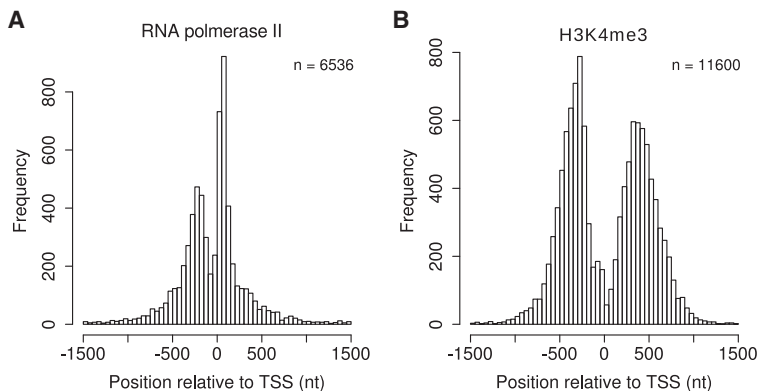 A
RNA polmerase II
n = 6536
Frequency
0 200 400 600 800
-1500 -500 0 500 1500
Position relative to TSS (nt)
B
H3K4me3
n = 11600
Frequency
0 200 400 600 800
-1500 -500 0 500 1500
Position relative to TSS (nt)